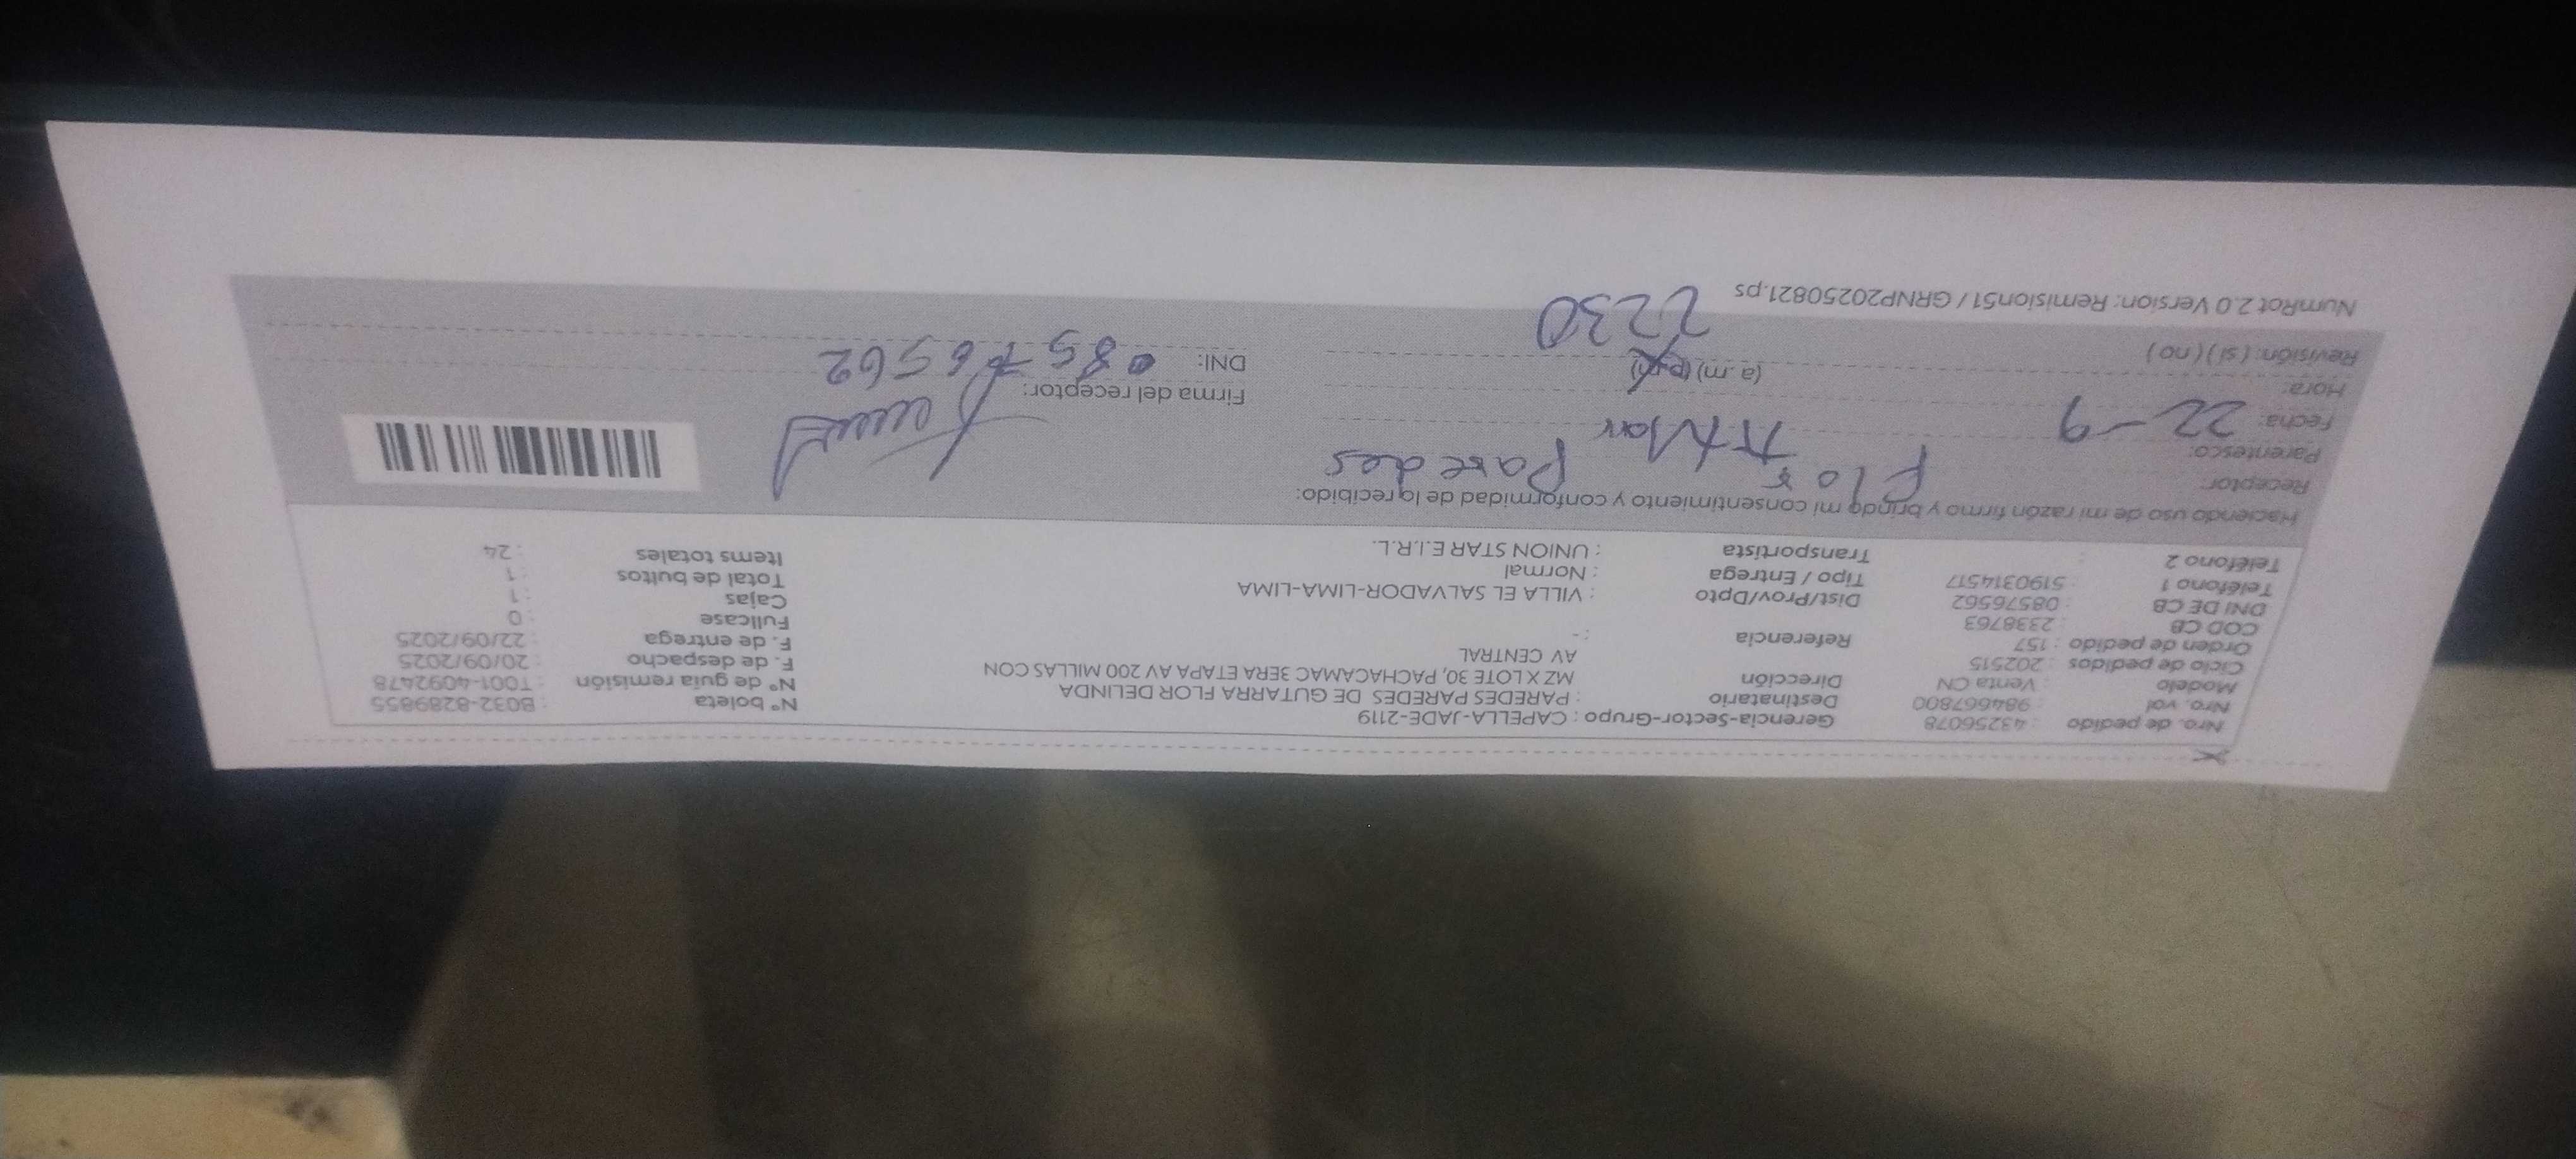 Nro. de pedido : 43256078 Gerencia-Sector-Grupo : CAPELLA-JADE-2119 N° boleta : B032-8289855
Nro. vol : 984667800 Destinatario : PAREDES PAREDES DE GUTARRA FLOR DELINDA N° de guia remisión : T001-4092478
Modelo : Venta CN Dirección MZ X LOTE 30, PACHACAMAC 3ERA ETAPA AV 200 MILLAS CON F. de despacho : 20/09/2025
Ciclo de pedidos : 202515 AV CENTRAL F. de entrega : 22/09/2025
Orden de pedido : 157 Referencia : - Fullcase : 0
COD CB : 2338763 Dist/Prov/Dpto : VILLA EL SALVADOR-LIMA-LIMA Cajas : 1
DNI DE CB : 08576562 Tipo / Entrega : Normal Total de bultos : 1
Teléfono 1 : 519031451 Transportista : UNION STAR E.I.R.L. Items totales : 24
Teléfono 2 :
Haciendo uso de mi razón firmo y brindo mi consentimiento y conformidad de lo recibido:
Receptor: Flor Paredes
Parentesco:
Fecha: 22-9 Firma del receptor:
Hora: (a.m) (p.m) DNI: 08576562
Revisión: ( si ) ( no ) 2230
NumRot 2.0 Version: Remision51 / GRNP20250821.ps